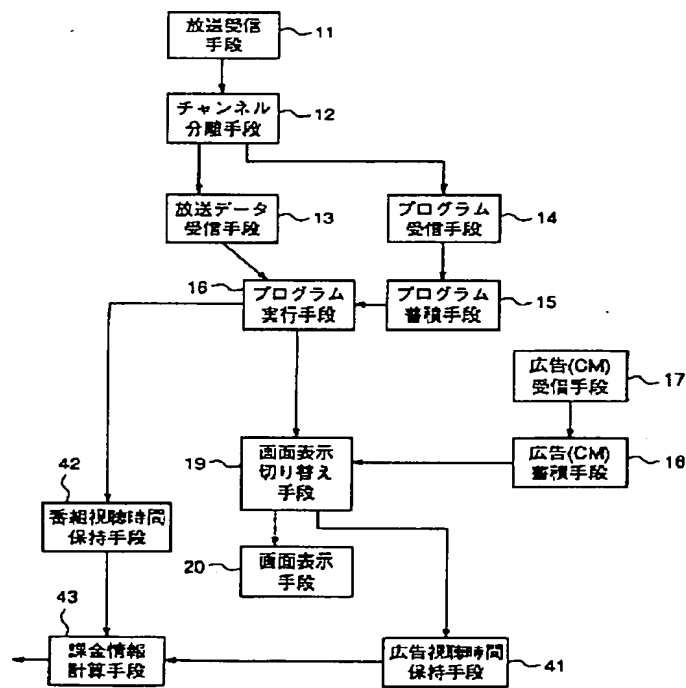 放送受信
手段
11
チャンネル
分離手段
12
放送データ
受信手段
13
プログラム
受信手段
14
16
プログラム
実行手段
プログラム
蓄積手段
15
広告(CM)
受信手段
17
19
画面表示
切り替え
手段
広告(CM)
蓄積手段
18
42
番組視聴時間
保持手段
20
画面表示
手段
43
課金情報
計算手段
広告視聴時間
保持手段
41